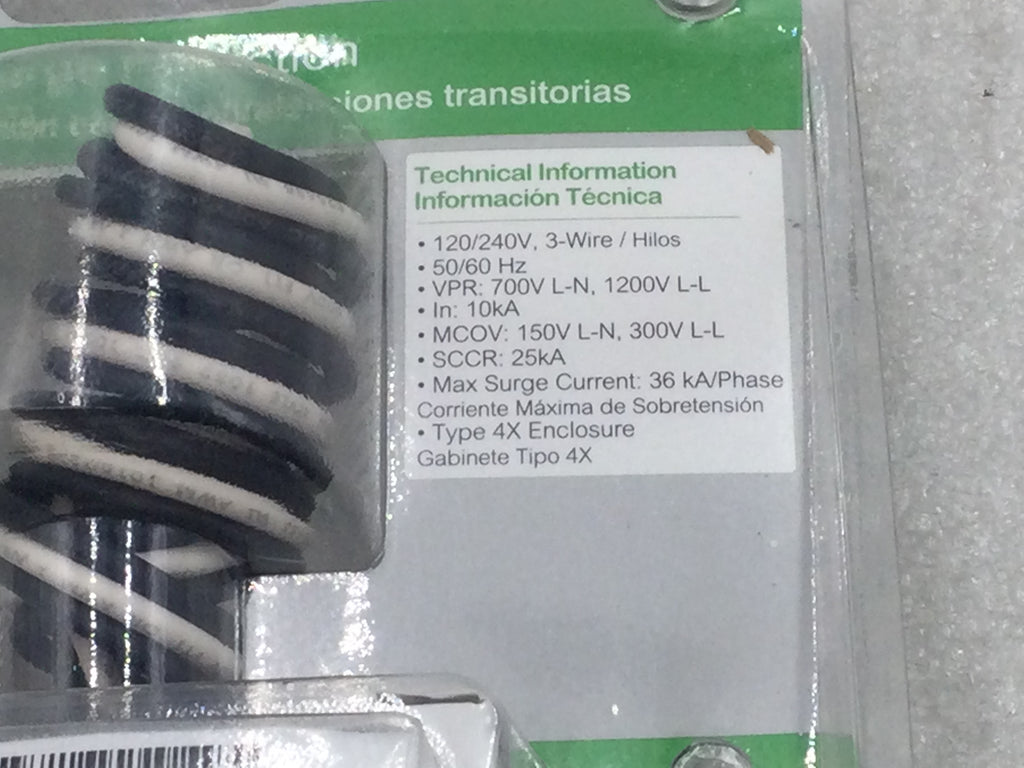 iones transitorias
Technical Information
Información Técnica
• 120/240V, 3-Wire / Hilos
• 50/60 Hz
• VPR: 700V L-N, 1200V L-L
• In: 10kA
• MCOV: 150V L-N, 300V L-L
• SCCR: 25kA
• Max Surge Current: 36 kA/Phase
Corriente Máxima de Sobretensión
• Type 4X Enclosure
Gabinete Tipo 4X